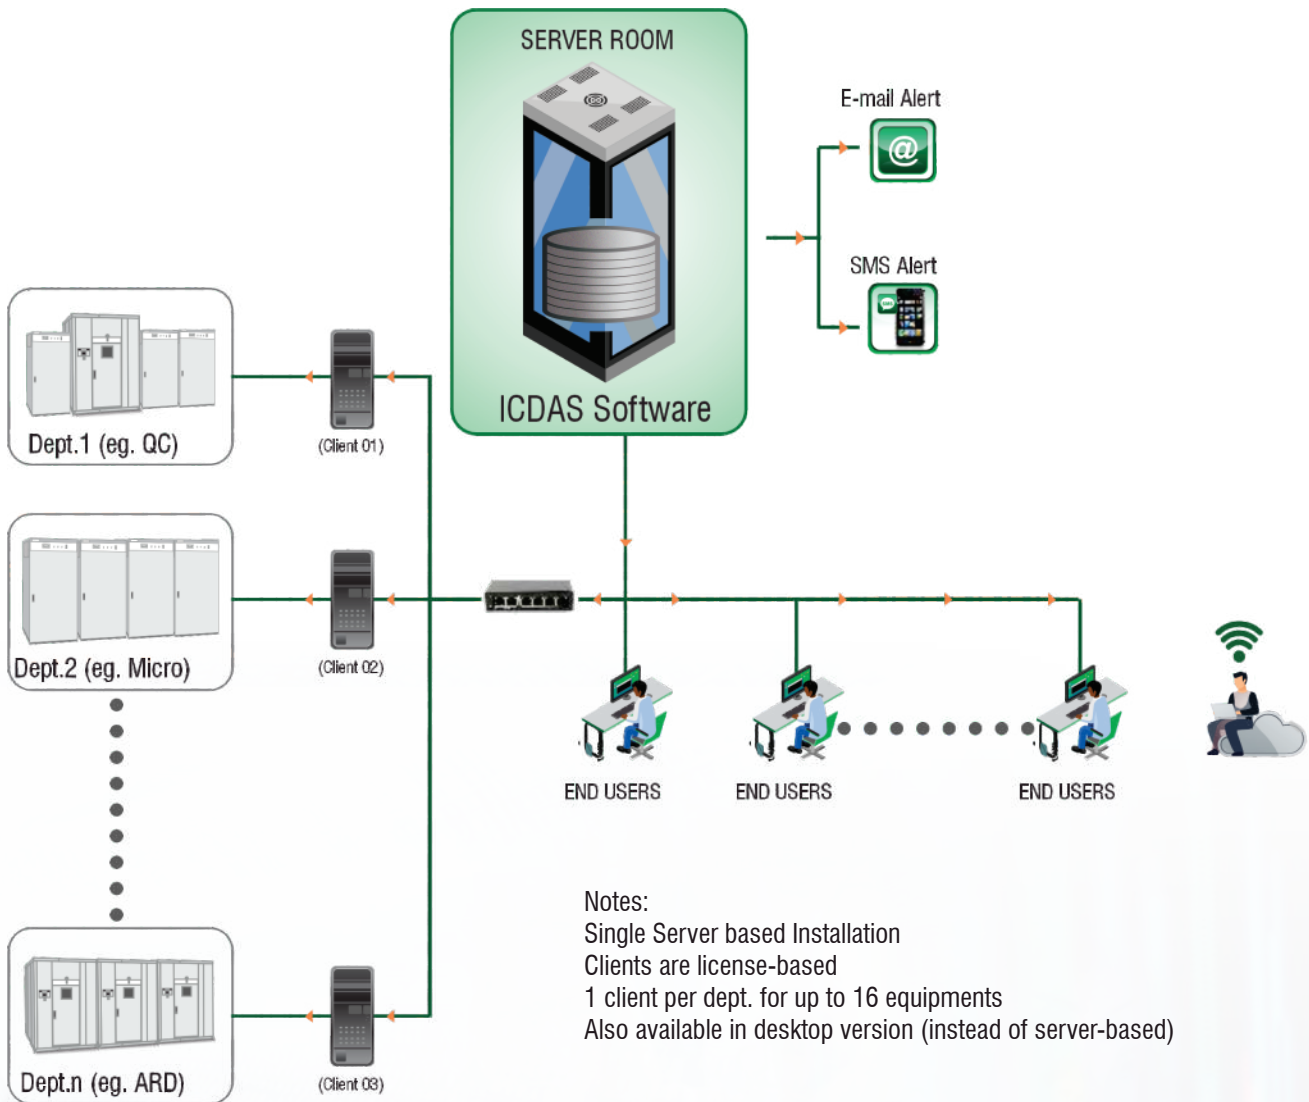 SERVER ROOM
ICDAS Software
E-mail Alert
@
SMS Alert
Dept.1 (eg. QC)
(Client 01)
Dept.2 (eg. Micro)
(Client 02)
END USERS
END USERS
END USERS
Dept.n (eg. ARD)
(Client 03)
Notes:
Single Server based Installation
Clients are license-based
1 client per dept. for up to 16 equipments
Also available in desktop version (instead of server-based)